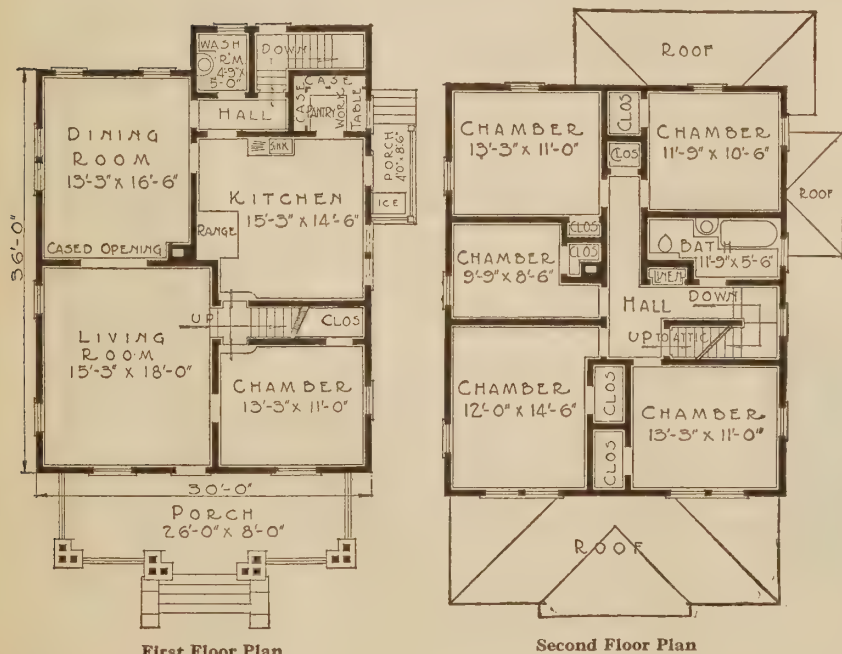 WASH
R'M.
4'-9" X
5'-0"
DOWN
CASE
CASE
PANTRY
WORK
TABLE
HALL
DINING
ROOM
13'-3" X 16'-6"
SINK
KITCHEN
15'-3" X 14'-6"
PORCH
4'0" X 8'6"
ICE
RANGE
CASED OPENING
36'-0"
UP
CLOS
LIVING
ROOM
15'-3" X 18'-0"
CHAMBER
13'-3" X 11'-0"
30'-0"
PORCH
26'-0" X 8'-0"
First Floor Plan
ROOF
CHAMBER
13'-3" X 11'-0"
CLOS
CLOS
CHAMBER
11'-9" X 10'-6"
ROOF
CLOS
CLOS
CHAMBER
9'-9" X 8'-6"
BATH
11'-9" X 5'-6"
LINEN
HALL
DOWN
UP TO ATTIC
CHAMBER
12'-0" X 14'-6"
CLOS
CLOS
CHAMBER
13'-3" X 11'-0"
ROOF
Second Floor Plan